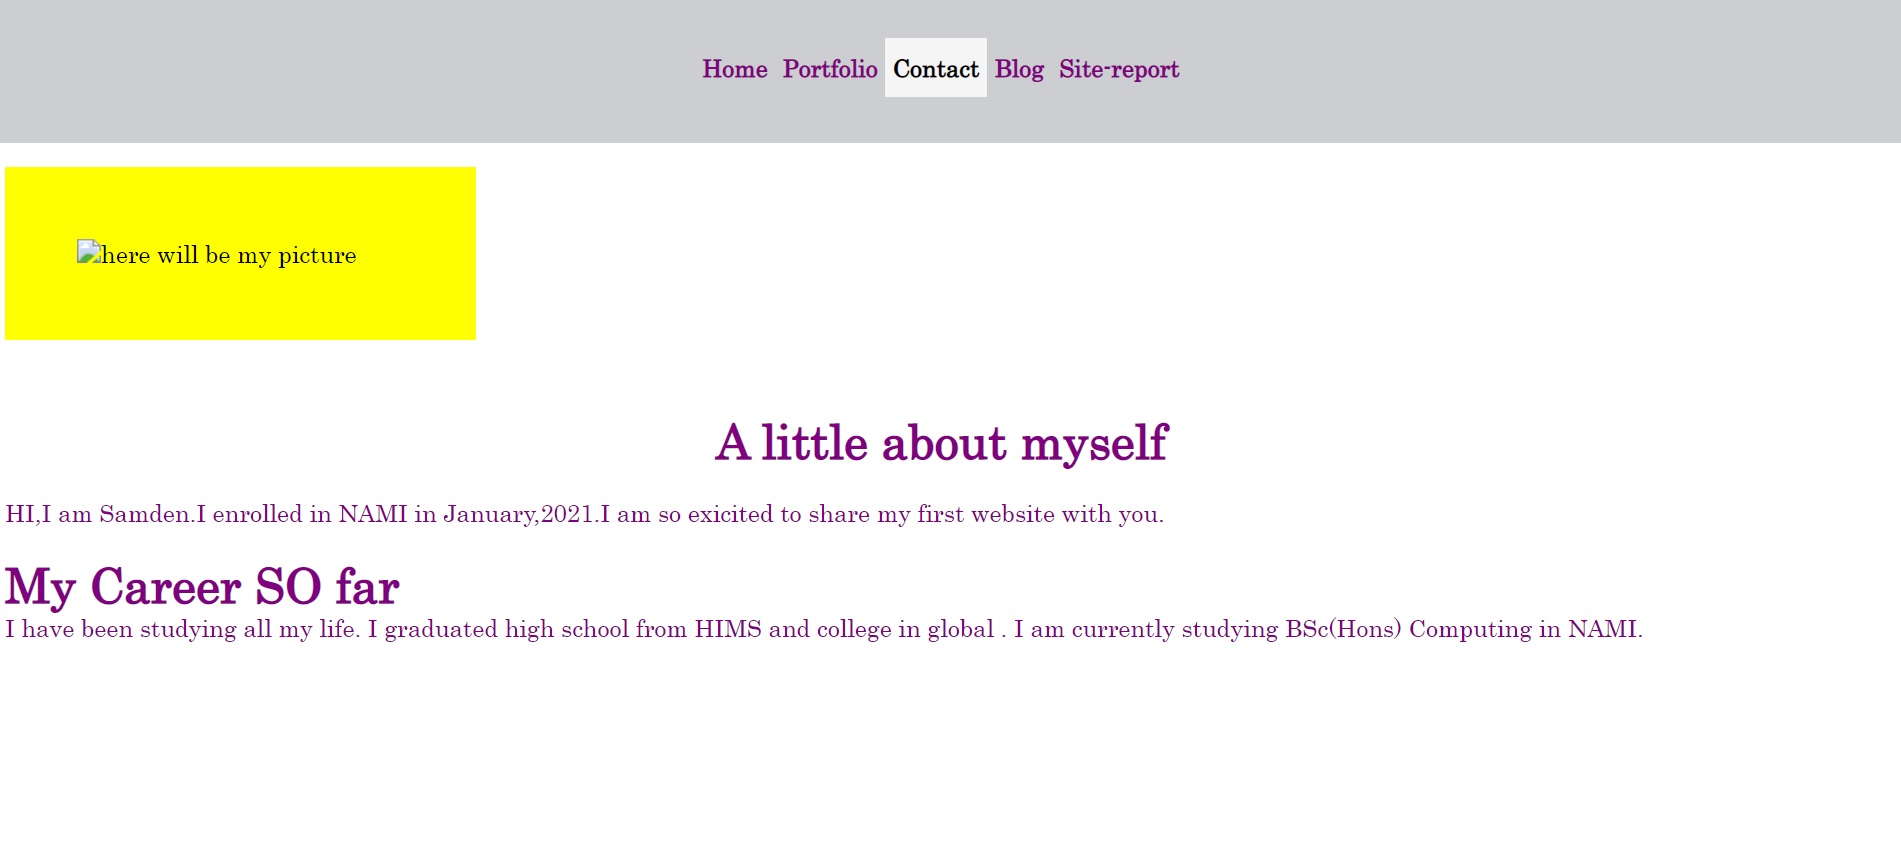 Home Portfolio Contact Blog Site-report
here will be my picture
A little about myself
HI,I am Samden.I enrolled in NAMI in January,2021.I am so exicited to share my first website with you.
My Career SO far
I have been studying all my life. I graduated high school from HIMS and college in global . I am currently studying BSc(Hons) Computing in NAMI.